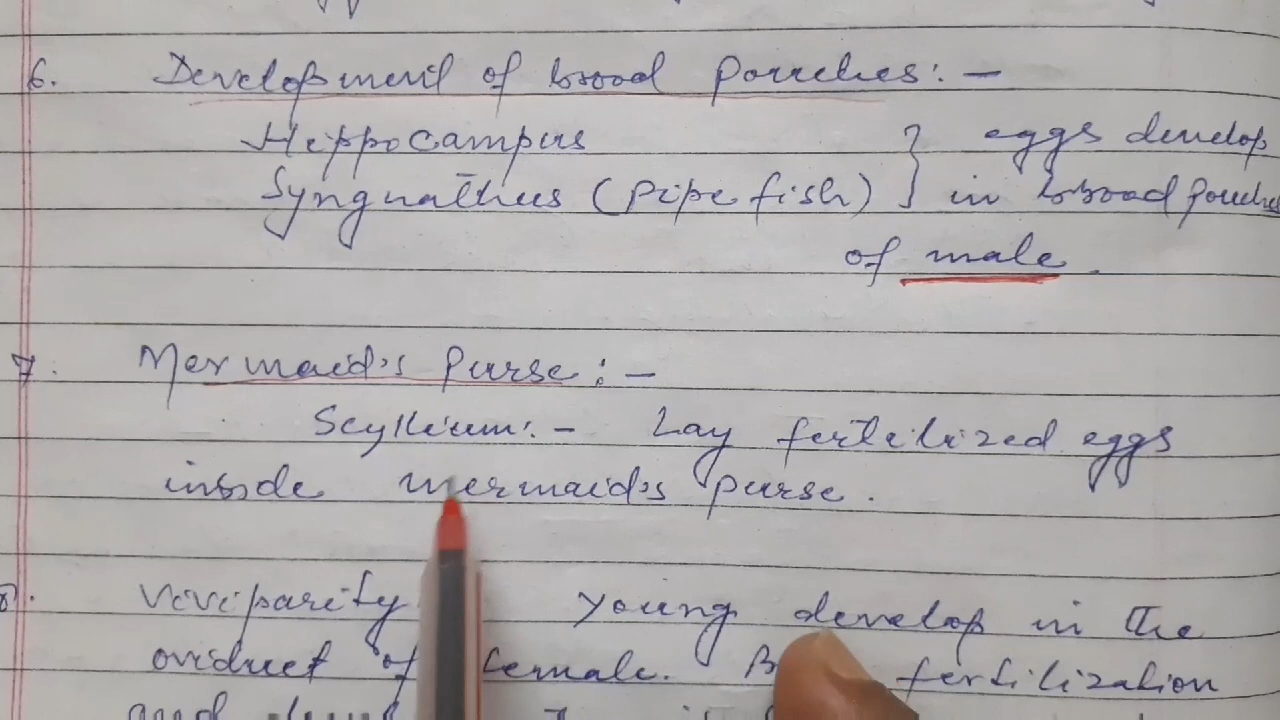 6. Development of brood pouches: —
Hippocampus } eggs develop
Syngnathus (Pipe fish) } in brood pouches
of male.
7. Mermaid's Purse: —
Scyllium: - Lay fertilized eggs
inside mermaid's purse.
8. Viviparity Young develop in the
oviduct of female. fertilization
and